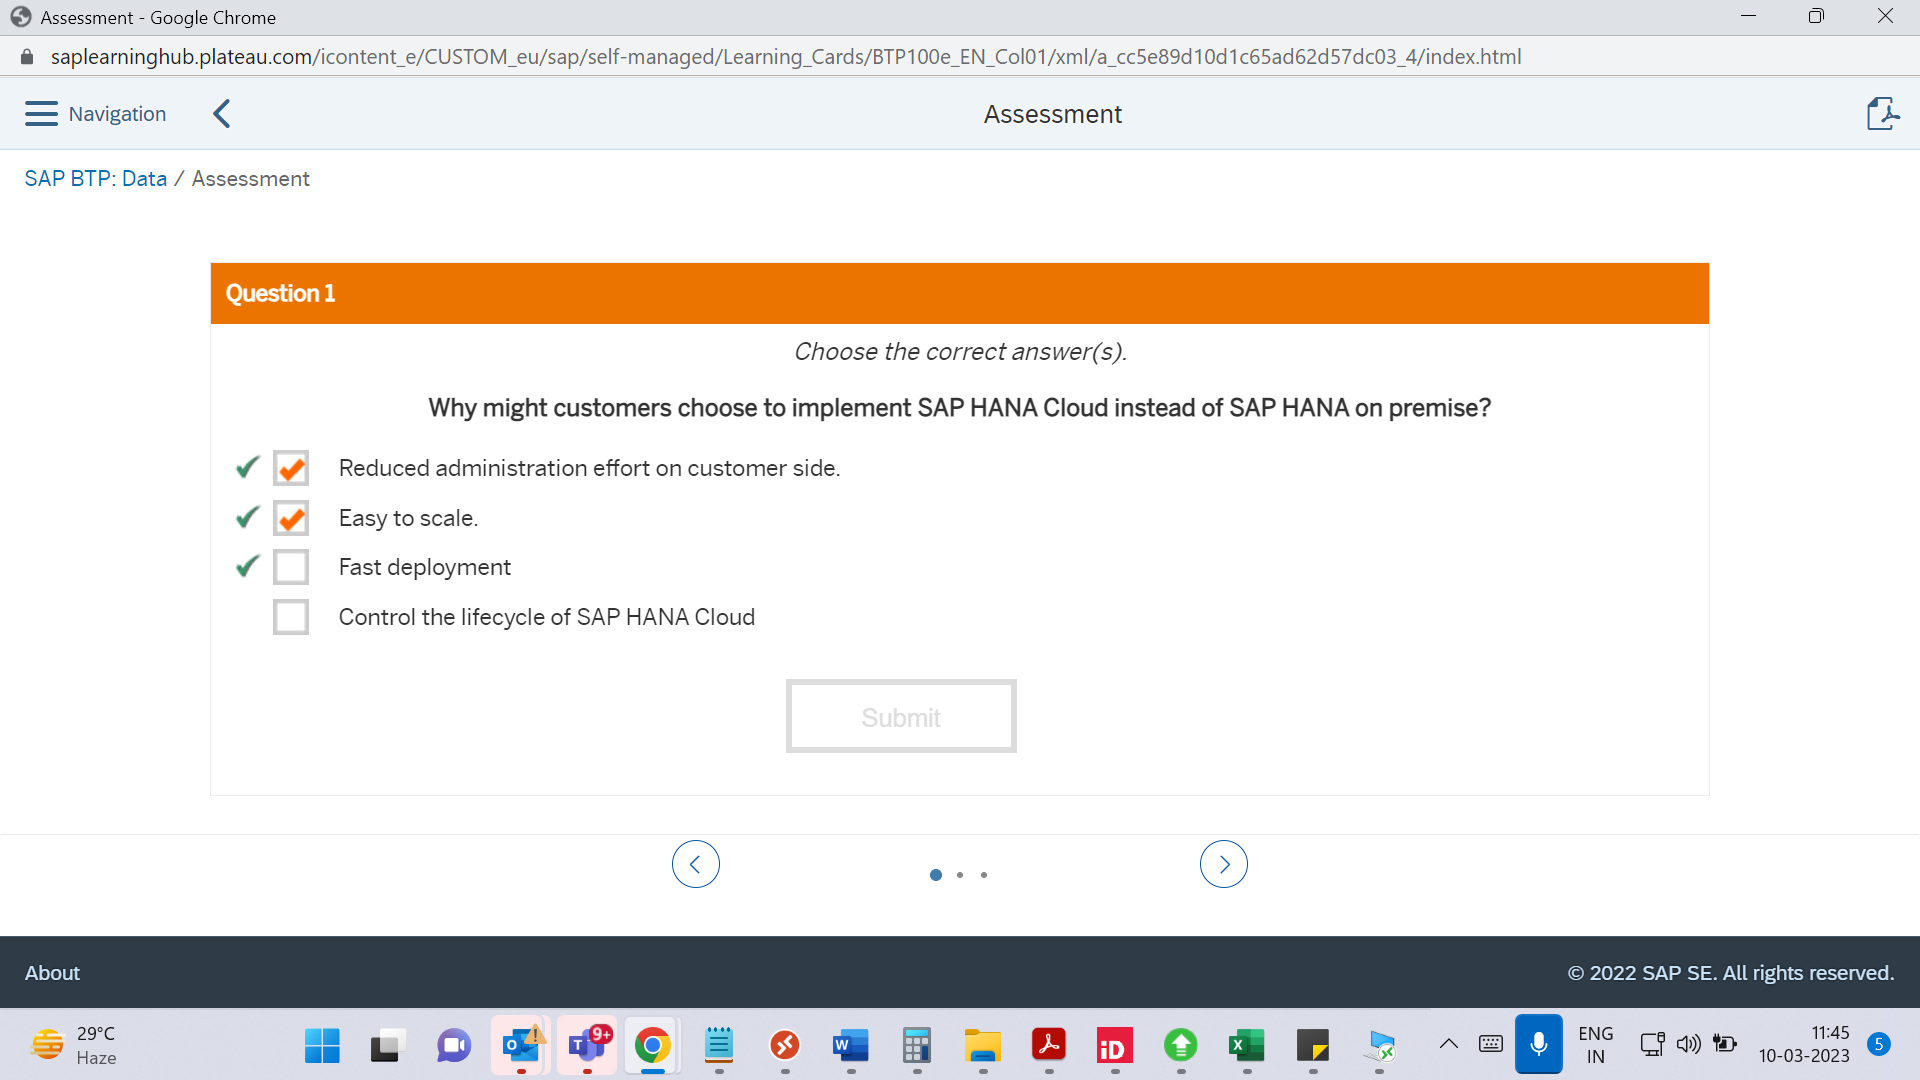 Assessment - Google Chrome
saplearninghub.plateau.com/icontent_e/CUSTOM_eu/sap/self-managed/Learning_Cards/BTP100e_EN_Col01/xml/a_cc5e89d10d1c65ad62d57dc03_4/index.html
Navigation
Assessment
SAP BTP: Data / Assessment
Question 1
Choose the correct answer(s).
Why might customers choose to implement SAP HANA Cloud instead of SAP HANA on premise?
Reduced administration effort on customer side.
Easy to scale.
Fast deployment
Control the lifecycle of SAP HANA Cloud
Submit
About
© 2022 SAP SE. All rights reserved.
29°C
Haze
O
T
9+
W
iD
X
ENG
IN
11:45
10-03-2023
5